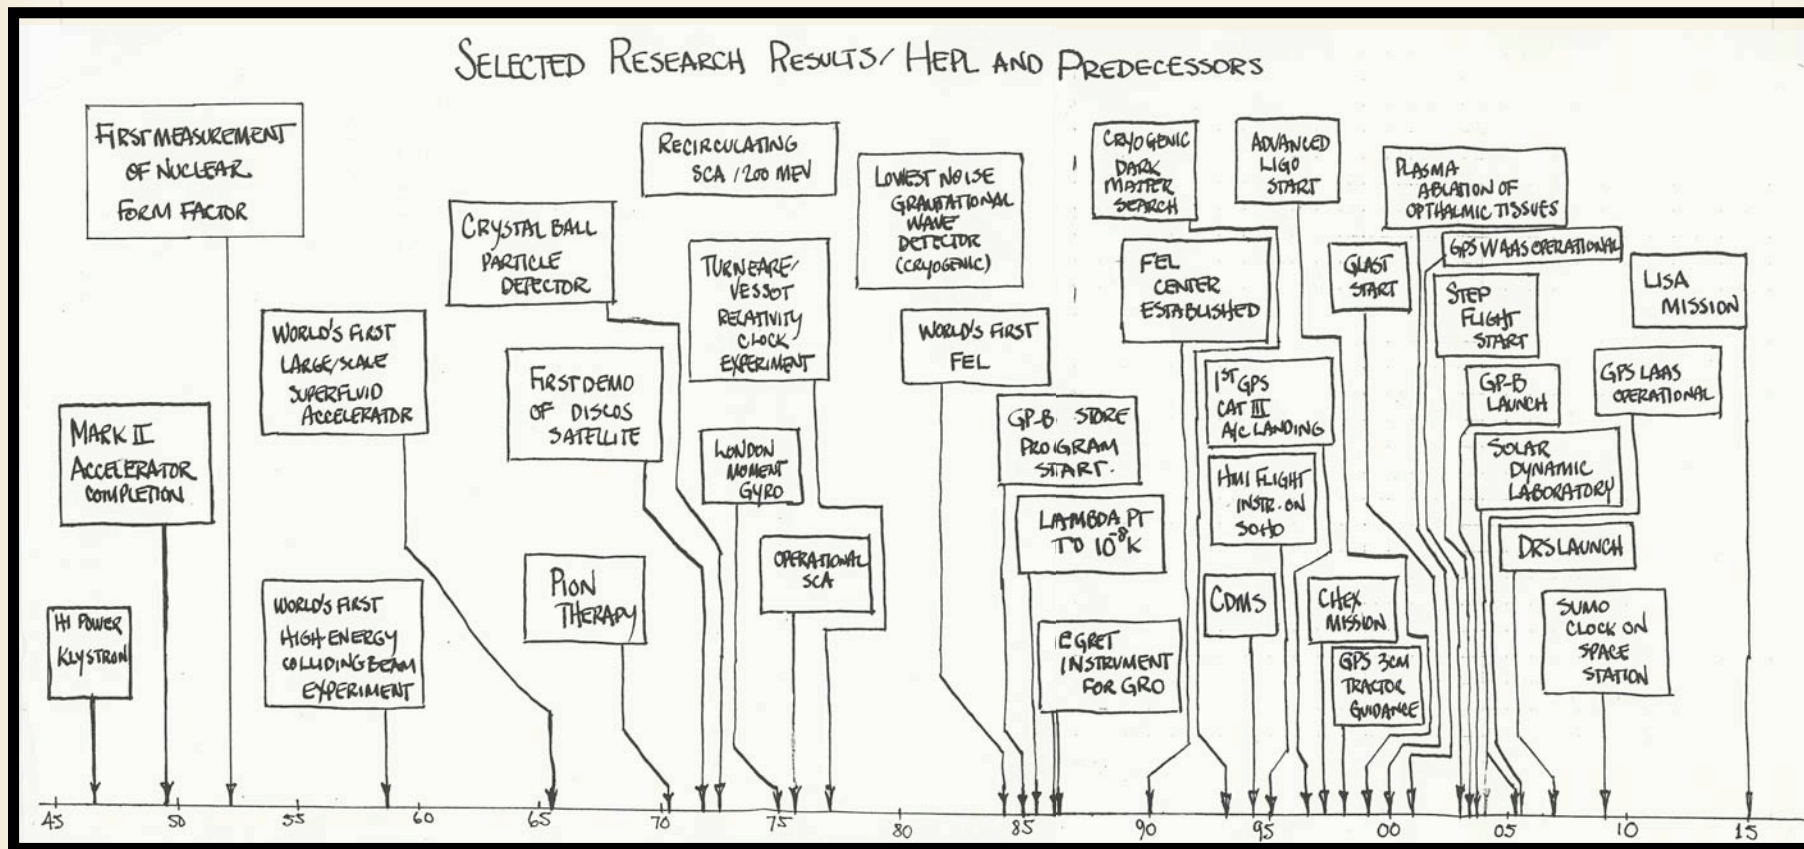 SELECTED RESEARCH RESULTS/ HEPL AND PREDECESSORS
FIRST MEASUREMENT
OF NUCLEAR
FORM FACTOR
RECIRCULATING
SCA / 200 MEV
LOWEST NOISE
GRAVITATIONAL
WAVE
DETECTOR
(CRYOGENIC)
CRYOGENIC
DARK
MATTER
SEARCH
ADVANCED
LIGO
START
PLASMA
ABLATION OF
OPTHALMIC TISSUES
CRYSTAL BALL
PARTICLE
DETECTOR
TURNEARE/
VESSOT
RELATIVITY
CLOCK
EXPERIMENT
FEL
CENTER
ESTABLISHED
GLAST
START
GPS WAAS OPERATIONAL
STEP
FLIGHT
START
LISA
MISSION
WORLD'S FIRST
LARGE/SCALE
SUPERFLUID
ACCELERATOR
FIRST DEMO
OF DISCOS
SATELLITE
WORLD'S FIRST
FEL
1ST GPS
CAT III
A/C LANDING
GP-B
LAUNCH
GPS LAAS
OPERATIONAL
MARK II
ACCELERATOR
COMPLETION
LONDON
MOMENT
GYRO
GP-B STORE
PROGRAM
START.
HMI FLIGHT
INSTR. ON
SOHO
SOLAR
DYNAMIC
LABORATORY
OPERATIONAL
SCA
LAMBDA PT
TO 10-8K
DRS LAUNCH
HI POWER
KLYSTRON
WORLD'S FIRST
HIGH ENERGY
COLLIDING BEAM
EXPERIMENT
PION
THERAPY
EGRET
INSTRUMENT
FOR GRO
CDMS
CHEX
MISSION
GPS 3CM
TRACTOR
GUIDANCE
SUMO
CLOCK ON
SPACE
STATION
45 50 55 60 65 70 75 80 85 90 95 00 05 10 15